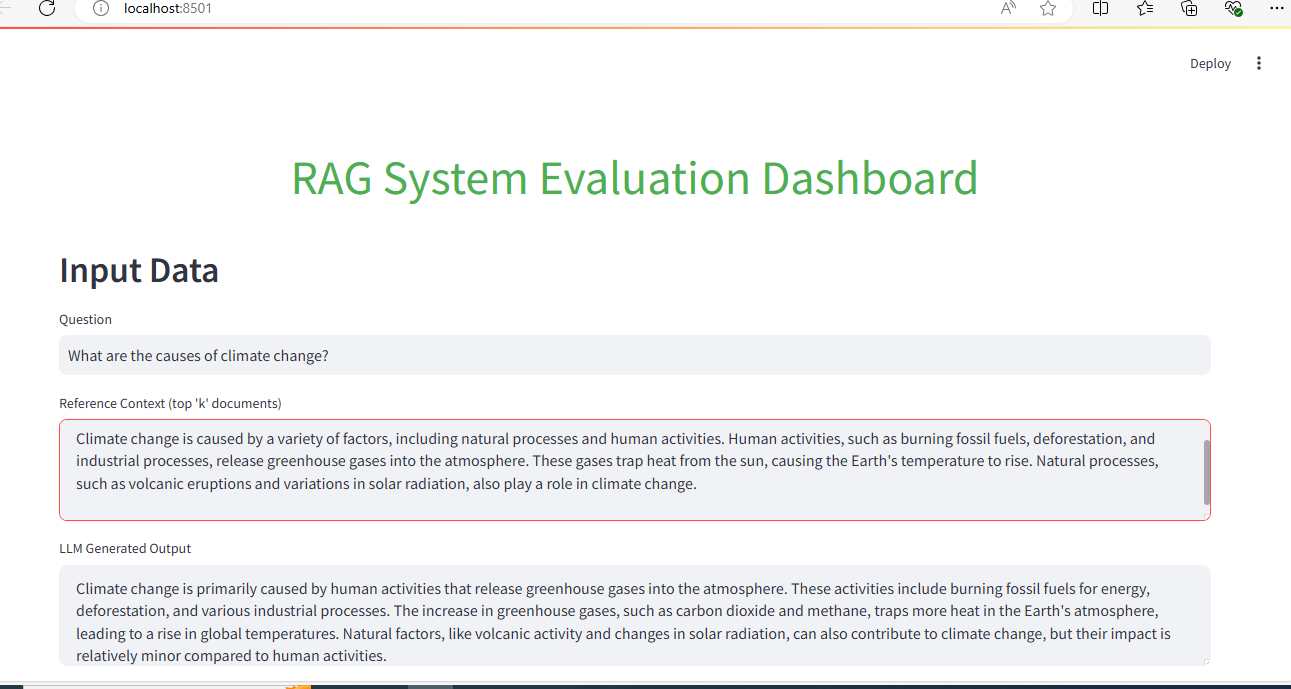 localhost:8501
Deploy
RAG System Evaluation Dashboard
Input Data
Question
What are the causes of climate change?
Reference Context (top 'k' documents)
Climate change is caused by a variety of factors, including natural processes and human activities. Human activities, such as burning fossil fuels, deforestation, and
industrial processes, release greenhouse gases into the atmosphere. These gases trap heat from the sun, causing the Earth's temperature to rise. Natural processes,
such as volcanic eruptions and variations in solar radiation, also play a role in climate change.
LLM Generated Output
Climate change is primarily caused by human activities that release greenhouse gases into the atmosphere. These activities include burning fossil fuels for energy,
deforestation, and various industrial processes. The increase in greenhouse gases, such as carbon dioxide and methane, traps more heat in the Earth's atmosphere,
leading to a rise in global temperatures. Natural factors, like volcanic activity and changes in solar radiation, can also contribute to climate change, but their impact is
relatively minor compared to human activities.